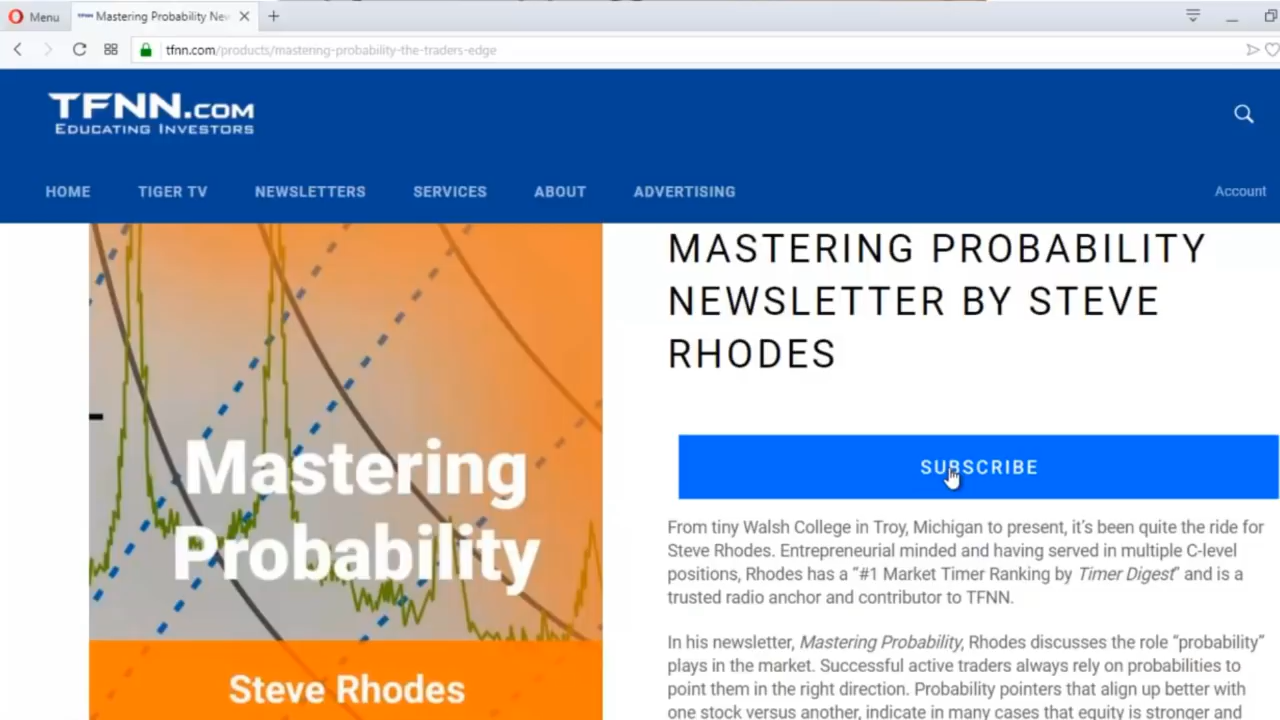 Menu
TFNN Mastering Probability New
tfnn.com/products/mastering-probability-the-traders-edge
TFNN.COM
EDUCATING INVESTORS
HOME TIGER TV NEWSLETTERS SERVICES ABOUT ADVERTISING Account
MASTERING PROBABILITY
NEWSLETTER BY STEVE
RHODES
Mastering
Probability
Steve Rhodes
SUBSCRIBE
From tiny Walsh College in Troy, Michigan to present, it's been quite the ride for
Steve Rhodes. Entrepreneurial minded and having served in multiple C-level
positions, Rhodes has a “#1 Market Timer Ranking by Timer Digest” and is a
trusted radio anchor and contributor to TFNN.
In his newsletter, Mastering Probability, Rhodes discusses the role “probability”
plays in the market. Successful active traders always rely on probabilities to
point them in the right direction. Probability pointers that align up better with
one stock versus another, indicate in many cases that equity is stronger and